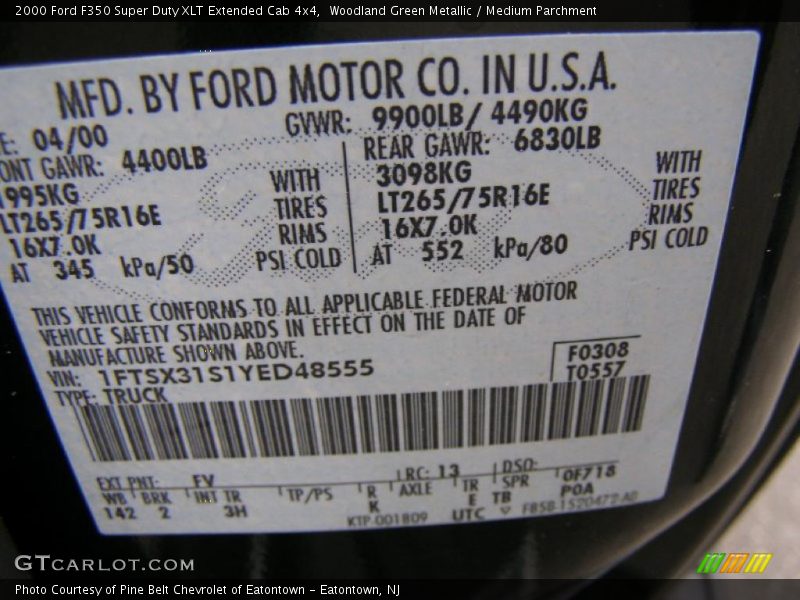 2000 Ford F350 Super Duty XLT Extended Cab 4x4, Woodland Green Metallic / Medium Parchment
MFD. BY FORD MOTOR CO. IN U.S.A.
E: 04/00
GVWR: 9900LB/ 4490KG
ONT GAWR: 4400LB
REAR GAWR: 6830LB
1995KG
WITH
3098KG
WITH
LT265/75R16E
TIRES
LT265/75R16E
TIRES
16X7.0K
RIMS
16X7.0K
RIMS
AT 345 kPa/50
PSI COLD
AT 552 kPa/80
PSI COLD
THIS VEHICLE CONFORMS TO ALL APPLICABLE FEDERAL MOTOR
VEHICLE SAFETY STANDARDS IN EFFECT ON THE DATE OF
MANUFACTURE SHOWN ABOVE.
VIN: 1FTSX31S1YED48555
F0308
TYPE: TRUCK
T0557
EXT PNT: FV
RC: 13
DSO:
0F718
WB BRK INT TR TP/PS R AXLE TR SPR P0A
K E TB
142 2 3H
KTP-001809 UTC
F85B-1520472-AD
GTCARLOT.COM
Photo Courtesy of Pine Belt Chevrolet of Eatontown – Eatontown, NJ